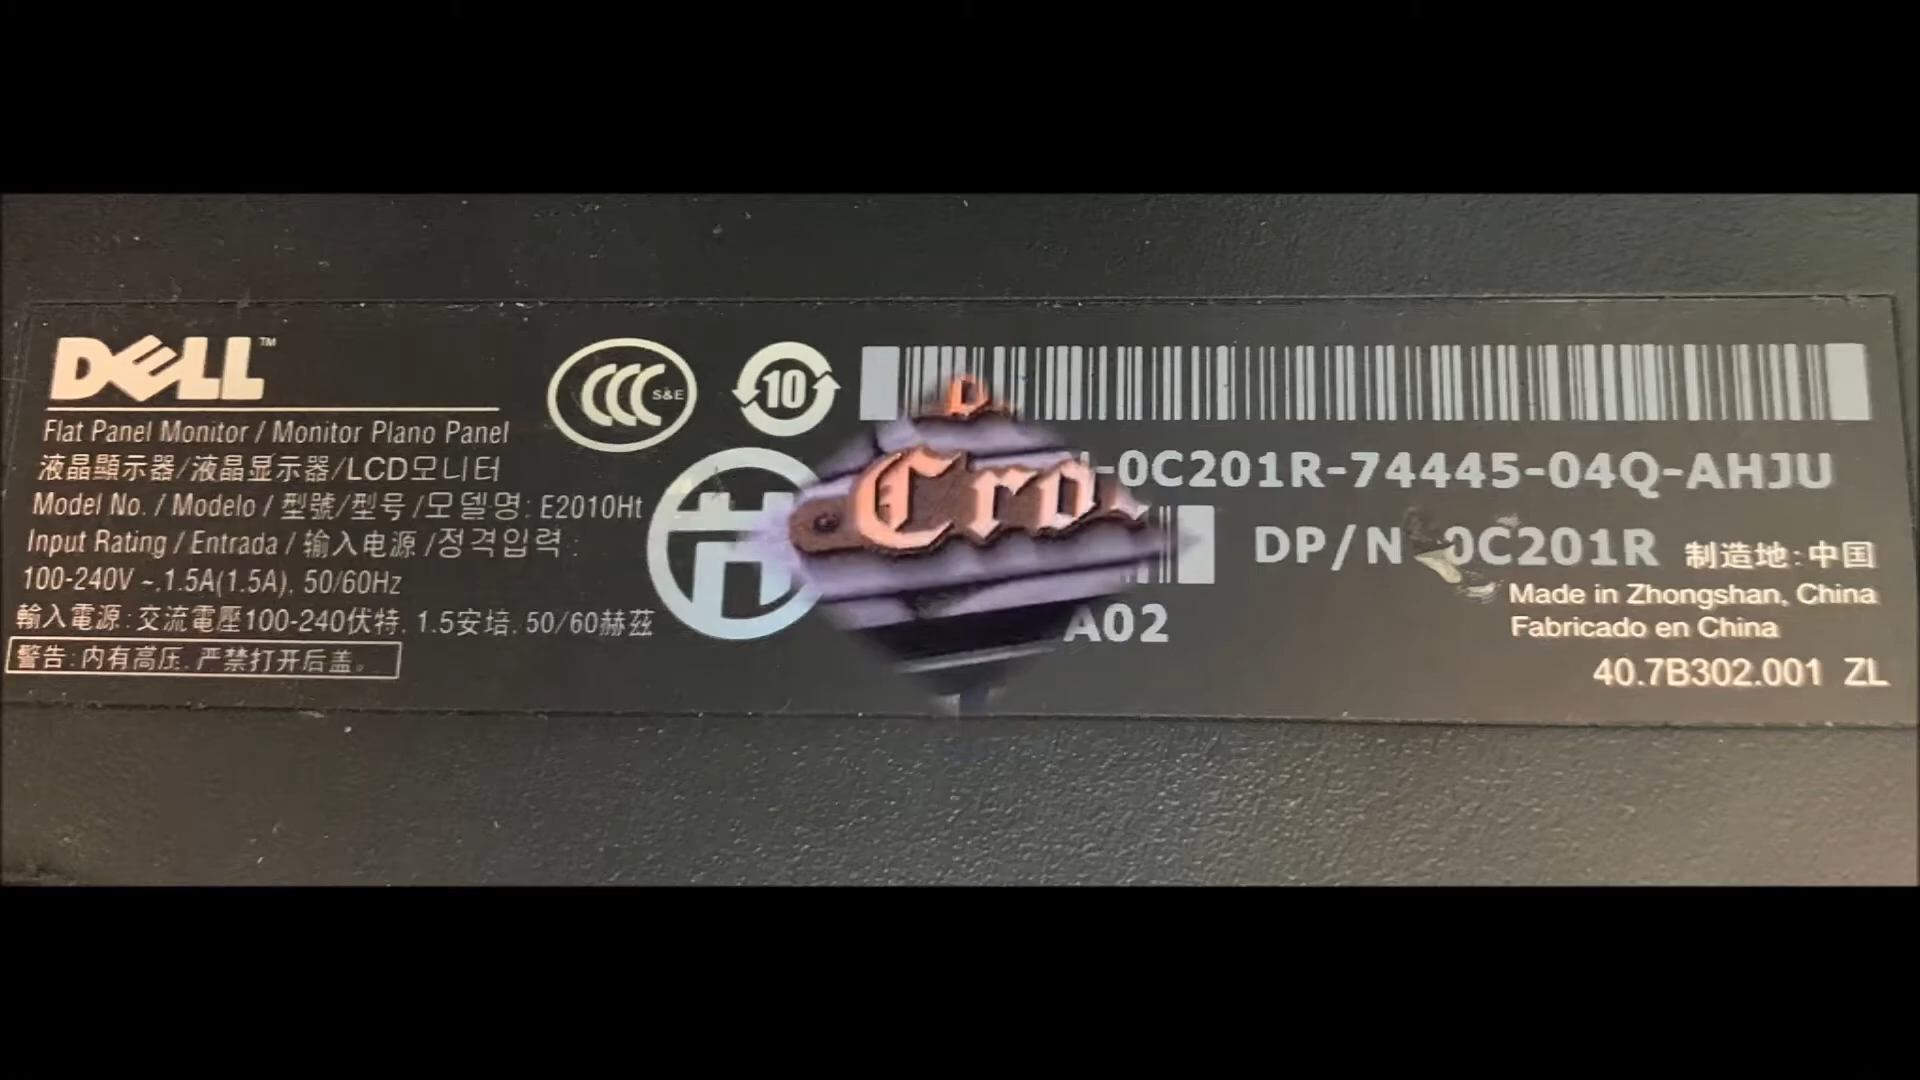 DELL™
Flat Panel Monitor / Monitor Plano Panel
液晶顯示器/液晶显示器/LCD모니터
Model No. / Modelo / 型號/型号 /모델명: E2010Ht
Input Rating / Entrada / 输入电源 /정격입력 :
100-240V ~,1.5A(1.5A), 50/60Hz
輸入電源: 交流電壓100-240伏特, 1.5安培, 50/60赫茲
警告: 内有高压, 严禁打开后盖。
CCC S&E
10
-0C201R-74445-04Q-AHJU
DP/N 0C201R 制造地:中国
Made in Zhongshan, China
Fabricado en China
A02
40.7B302.001 ZL